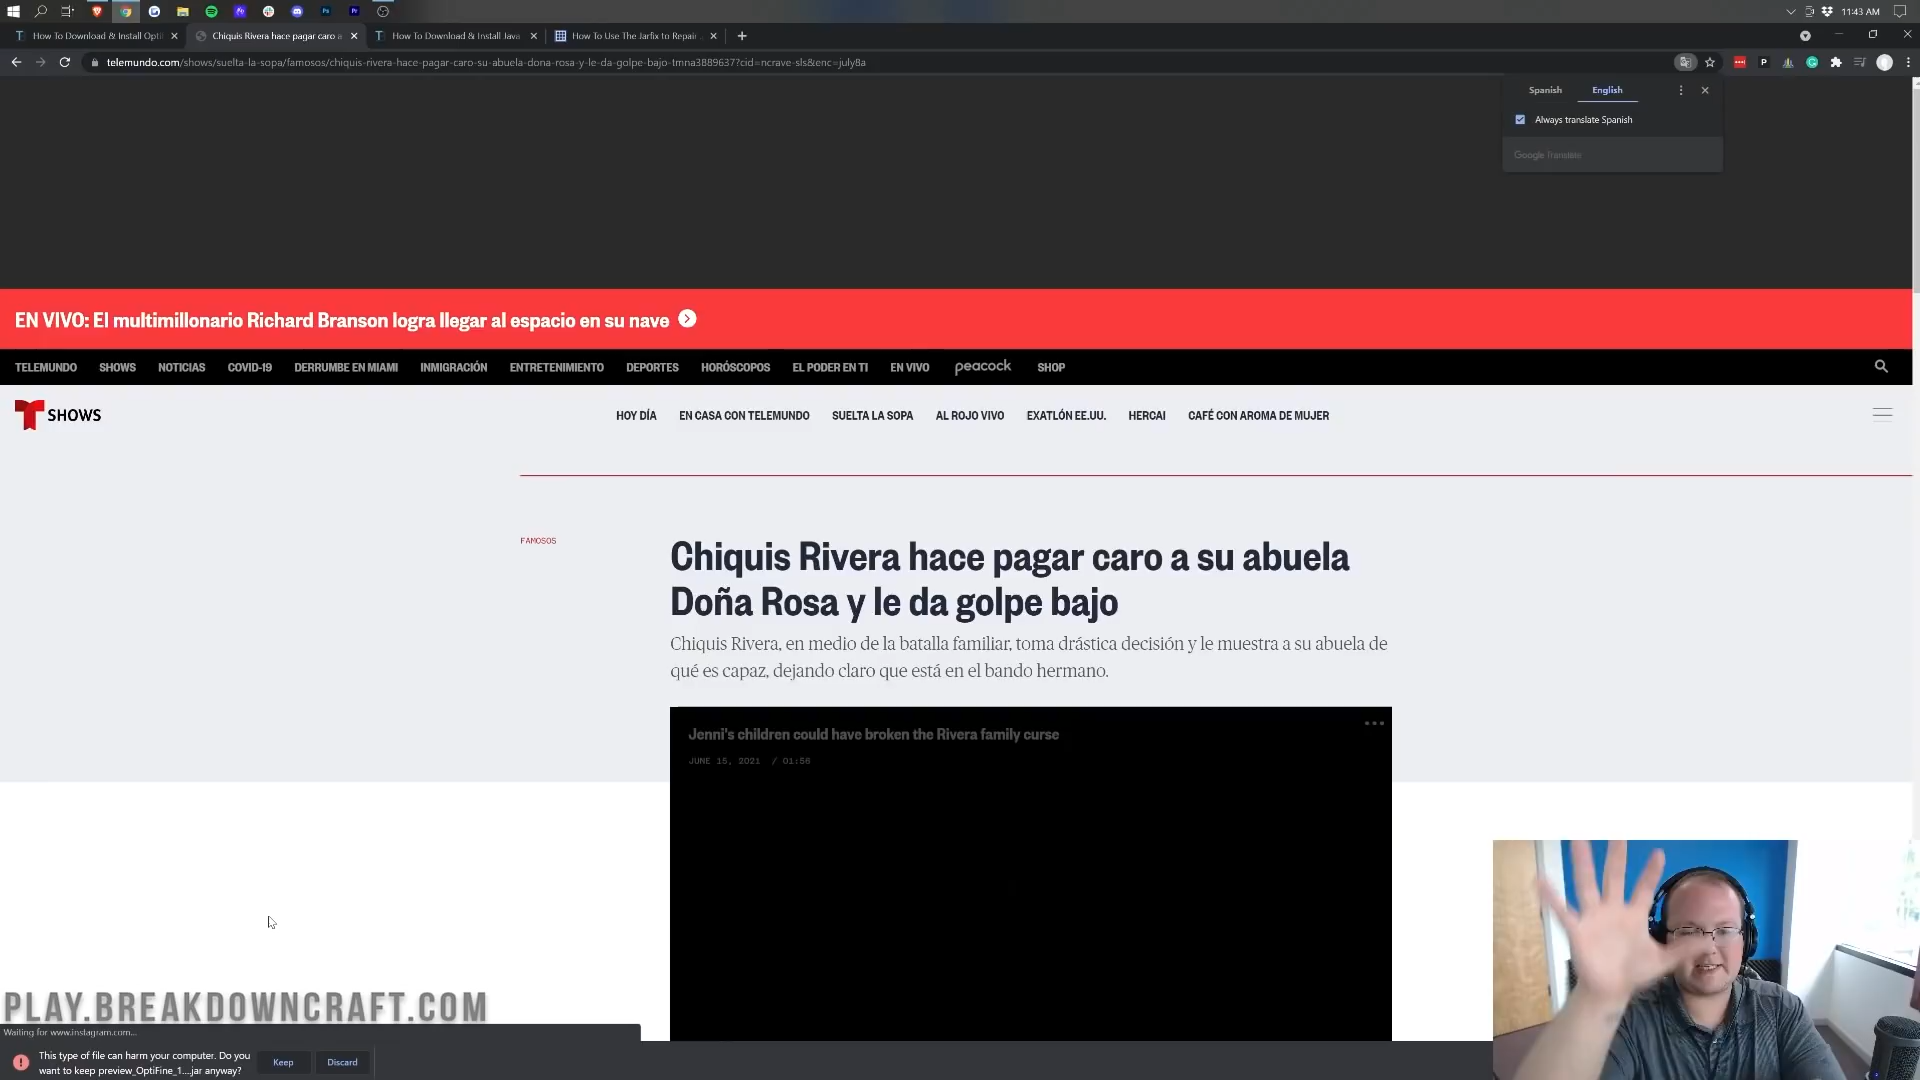 11:43 AM
How To Download & Install Opti
Chiquis Rivera hace pagar caro a
How To Download & Install Java
How To Use The Jarfix to Repair
telemundo.com/shows/suelta-la-sopa/famosos/chiquis-rivera-hace-pagar-caro-su-abuela-dona-rosa-y-le-da-golpe-bajo-tmna3889637?cid=ncrave-sls&enc=july8a
Spanish English
Always translate Spanish
Google Translate
EN VIVO: El multimillonario Richard Branson logra llegar al espacio en su nave
TELEMUNDO SHOWS NOTICIAS COVID-19 DERRUMBE EN MIAMI INMIGRACIÓN ENTRETENIMIENTO DEPORTES HORÓSCOPOS EL PODER EN TI EN VIVO peacock SHOP
SHOWS
HOY DÍA EN CASA CON TELEMUNDO SUELTA LA SOPA AL ROJO VIVO EXATLÓN EE.UU. HERCAI CAFÉ CON AROMA DE MUJER
FAMOSOS
Chiquis Rivera hace pagar caro a su abuela
Doña Rosa y le da golpe bajo
Chiquis Rivera, en medio de la batalla familiar, toma drástica decisión y le muestra a su abuela de
qué es capaz, dejando claro que está en el bando hermano.
Jenni's children could have broken the Rivera family curse
JUNE 15, 2021 / 01:56
PLAY.BREAKDOWNCRAFT.COM
Waiting for www.instagram.com...
This type of file can harm your computer. Do you
want to keep preview_OptiFine_1....jar anyway?
Keep Discard